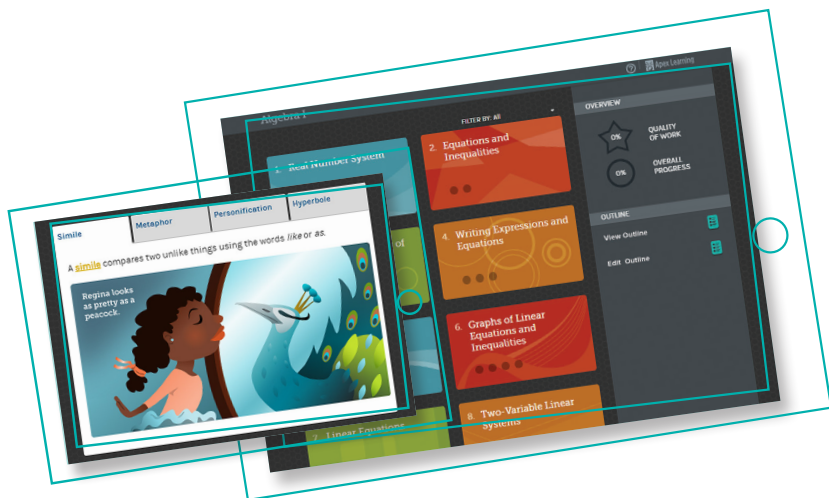 Algebra I
Apex Learning
FILTER BY: All
1. Real Number System
2. Equations and
Inequalities
of
4. Writing Expressions and
Equations
6. Graphs of Linear
Equations and
Inequalities
7. Linear Equations
8. Two-Variable Linear
Systems
OVERVIEW
0%
QUALITY
OF WORK
0%
OVERALL
PROGRESS
OUTLINE
View Outline
Edit Outline
Simile
Metaphor
Personification
Hyperbole
A simile compares two unlike things using the words like or as.
Regina looks
as pretty as a
peacock.